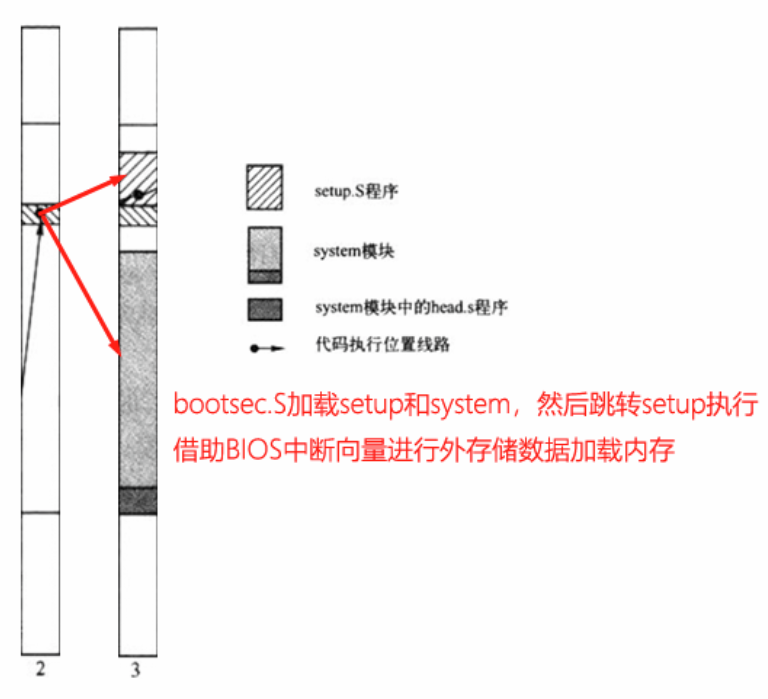 setup.S程序
system模块
system模块中的head.s程序
代码执行位置线路
bootsec.S加载setup和system，然后跳转setup执行
借助BIOS中断向量进行外存储数据加载内存
2
3